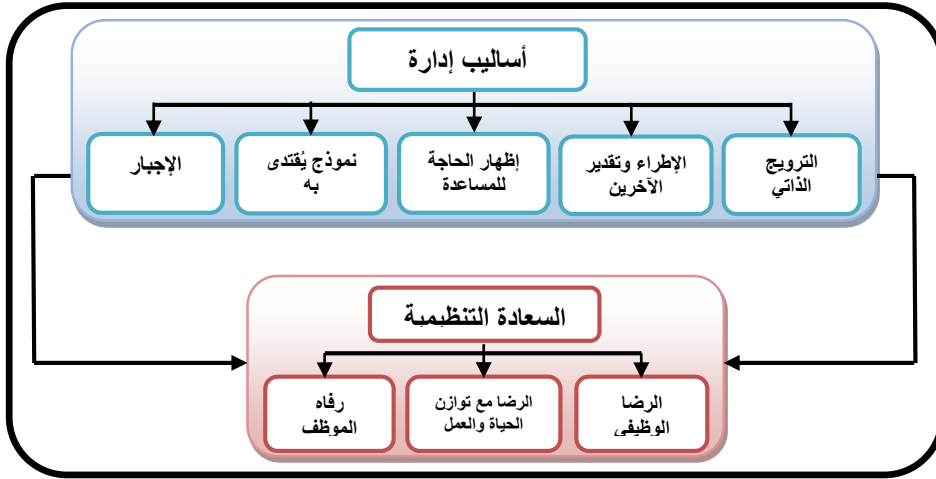 أساليب إدارة
الترويج
الذاتي
الإطراء وتقدير
الآخرين
إظهار الحاجة
للمساعدة
نموذج يُقتدى
به
الإجبار
السعادة التنظيمية
الرضا
الوظيفي
الرضا مع توازن
الحياة والعمل
رفاه
الموظف